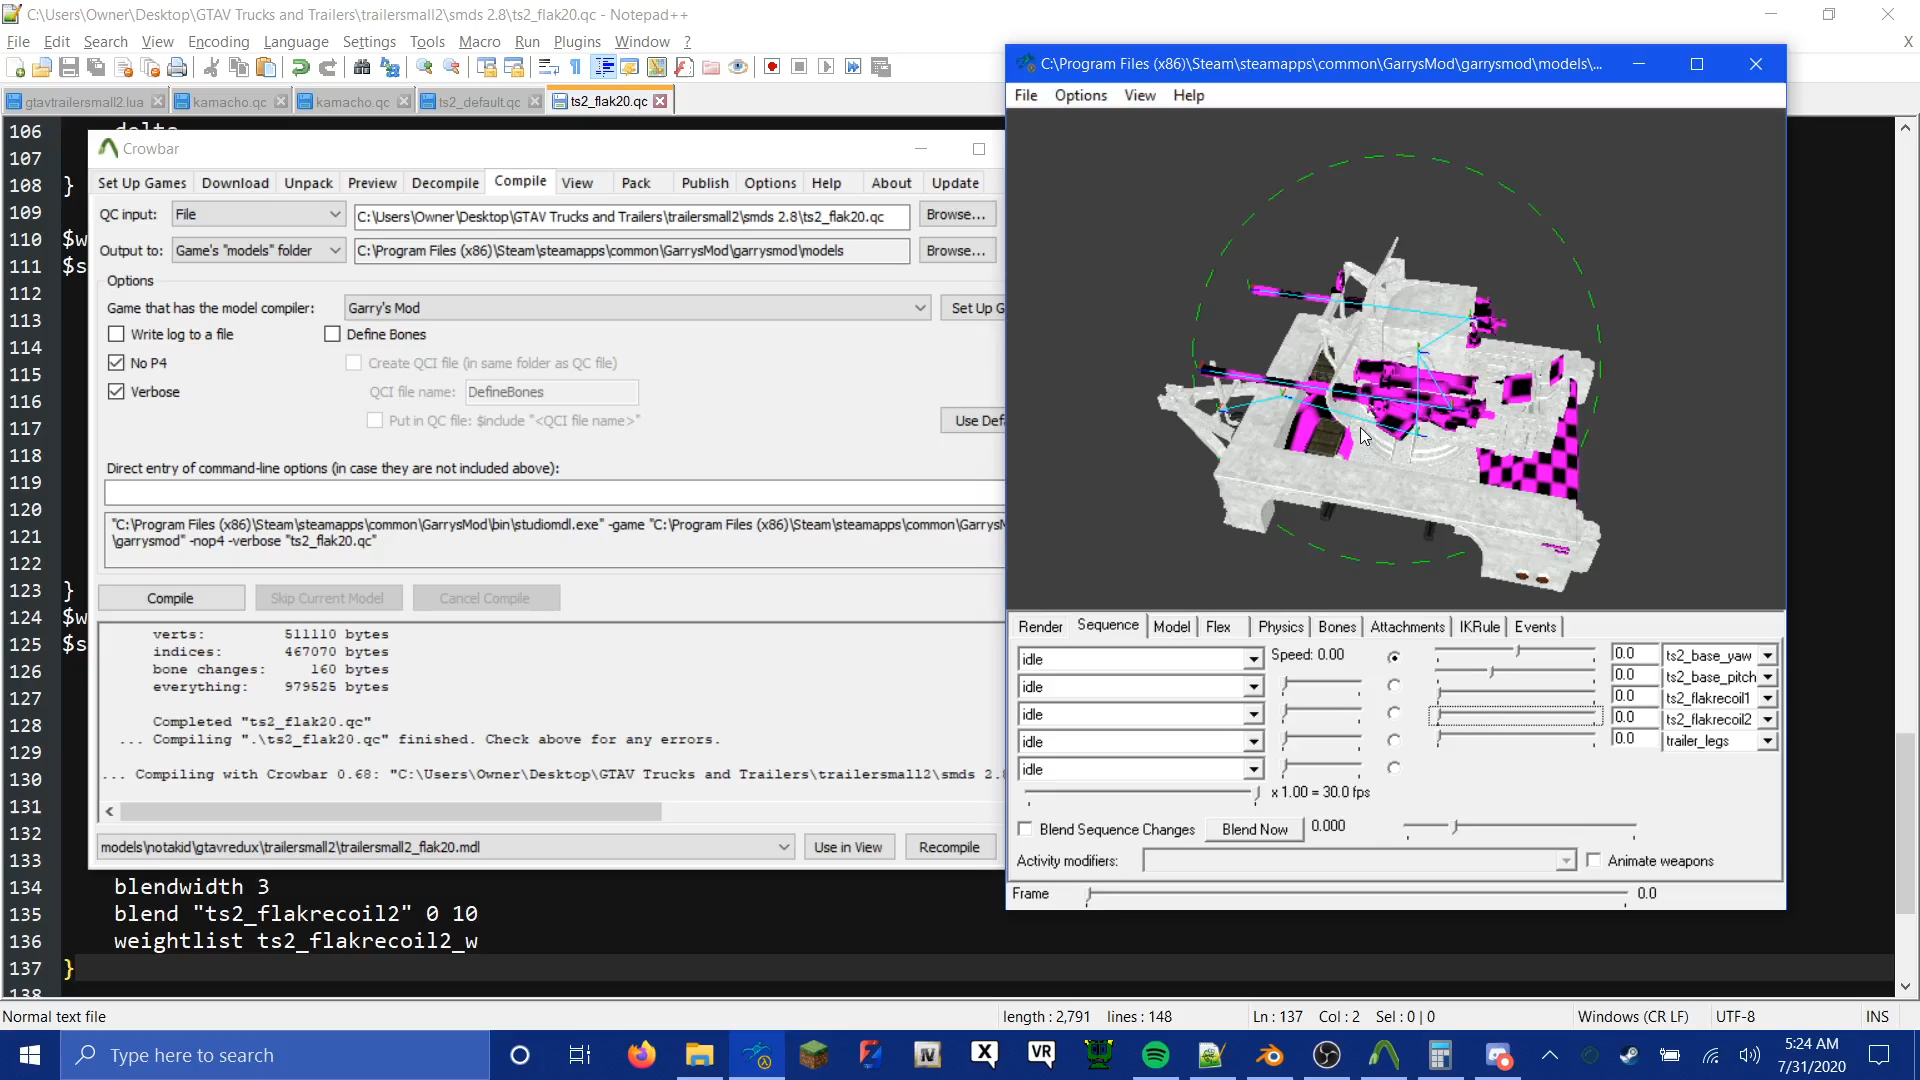 C:\Users\Owner\Desktop\GTAV Trucks and Trailers\trailersmall2\smds 2.8\ts2_flak20.qc - Notepad++
File Edit Search View Encoding Language Settings Tools Macro Run Plugins Window ?
X
gtavtrailersmall2.lua kamacho.qc kamacho.qc ts2_default.qc ts2_flak20.qc
106 delta
107
108 }
109
110 $w
111 $s
112
113
114
115
116
117
118
119
120
121
122
123 }
124 $w
125 $s
126
127
128
129
130
131
132
133
134 blendwidth 3
135 blend "ts2_flakrecoil2" 0 10
136 weightlist ts2_flakrecoil2_w
137 }
138
Crowbar
Set Up Games Download Unpack Preview Decompile Compile View Pack Publish Options Help About Update
QC input: File C:\Users\Owner\Desktop\GTAV Trucks and Trailers\trailersmall2\smds 2.8\ts2_flak20.qc Browse...
Output to: Game's "models" folder C:\Program Files (x86)\Steam\steamapps\common\GarrysMod\garrysmod\models Browse...
Options
Game that has the model compiler: Garry's Mod Set Up G
Write log to a file Define Bones
No P4 Create QCI file (in same folder as QC file)
Verbose QCI file name: DefineBones
Put in QC file: $include "<QCI file name>" Use Def
Direct entry of command-line options (in case they are not included above):
"C:\Program Files (x86)\Steam\steamapps\common\GarrysMod\bin\studiomdl.exe" -game "C:\Program Files (x86)\Steam\steamapps\common\GarrysM
\garrysmod" -nop4 -verbose "ts2_flak20.qc"
Compile Skip Current Model Cancel Compile
verts: 511110 bytes
indices: 467070 bytes
bone changes: 160 bytes
everything: 979525 bytes
Completed "ts2_flak20.qc"
... Compiling ".\ts2_flak20.qc" finished. Check above for any errors.
... Compiling with Crowbar 0.68: "C:\Users\Owner\Desktop\GTAV Trucks and Trailers\trailersmall2\smds 2.8
models\notakid\gtavredux\trailersmall2\trailersmall2_flak20.mdl Use in View Recompile
C:\Program Files (x86)\Steam\steamapps\common\GarrysMod\garrysmod\models\...
File Options View Help
Render Sequence Model Flex Physics Bones Attachments IKRule Events
idle Speed: 0.00 0.0 ts2_base_yaw
idle 0.0 ts2_base_pitch
idle 0.0 ts2_flakrecoil1
idle 0.0 ts2_flakrecoil2
idle 0.0 trailer_legs
x 1.00 = 30.0 fps
Blend Sequence Changes Blend Now 0.000
Activity modifiers: Animate weapons
Frame 0.0
Normal text file length : 2,791 lines : 148 Ln : 137 Col : 2 Sel : 0 | 0 Windows (CR LF) UTF-8 INS
Type here to search
IV
X
VR
5:24 AM
7/31/2020